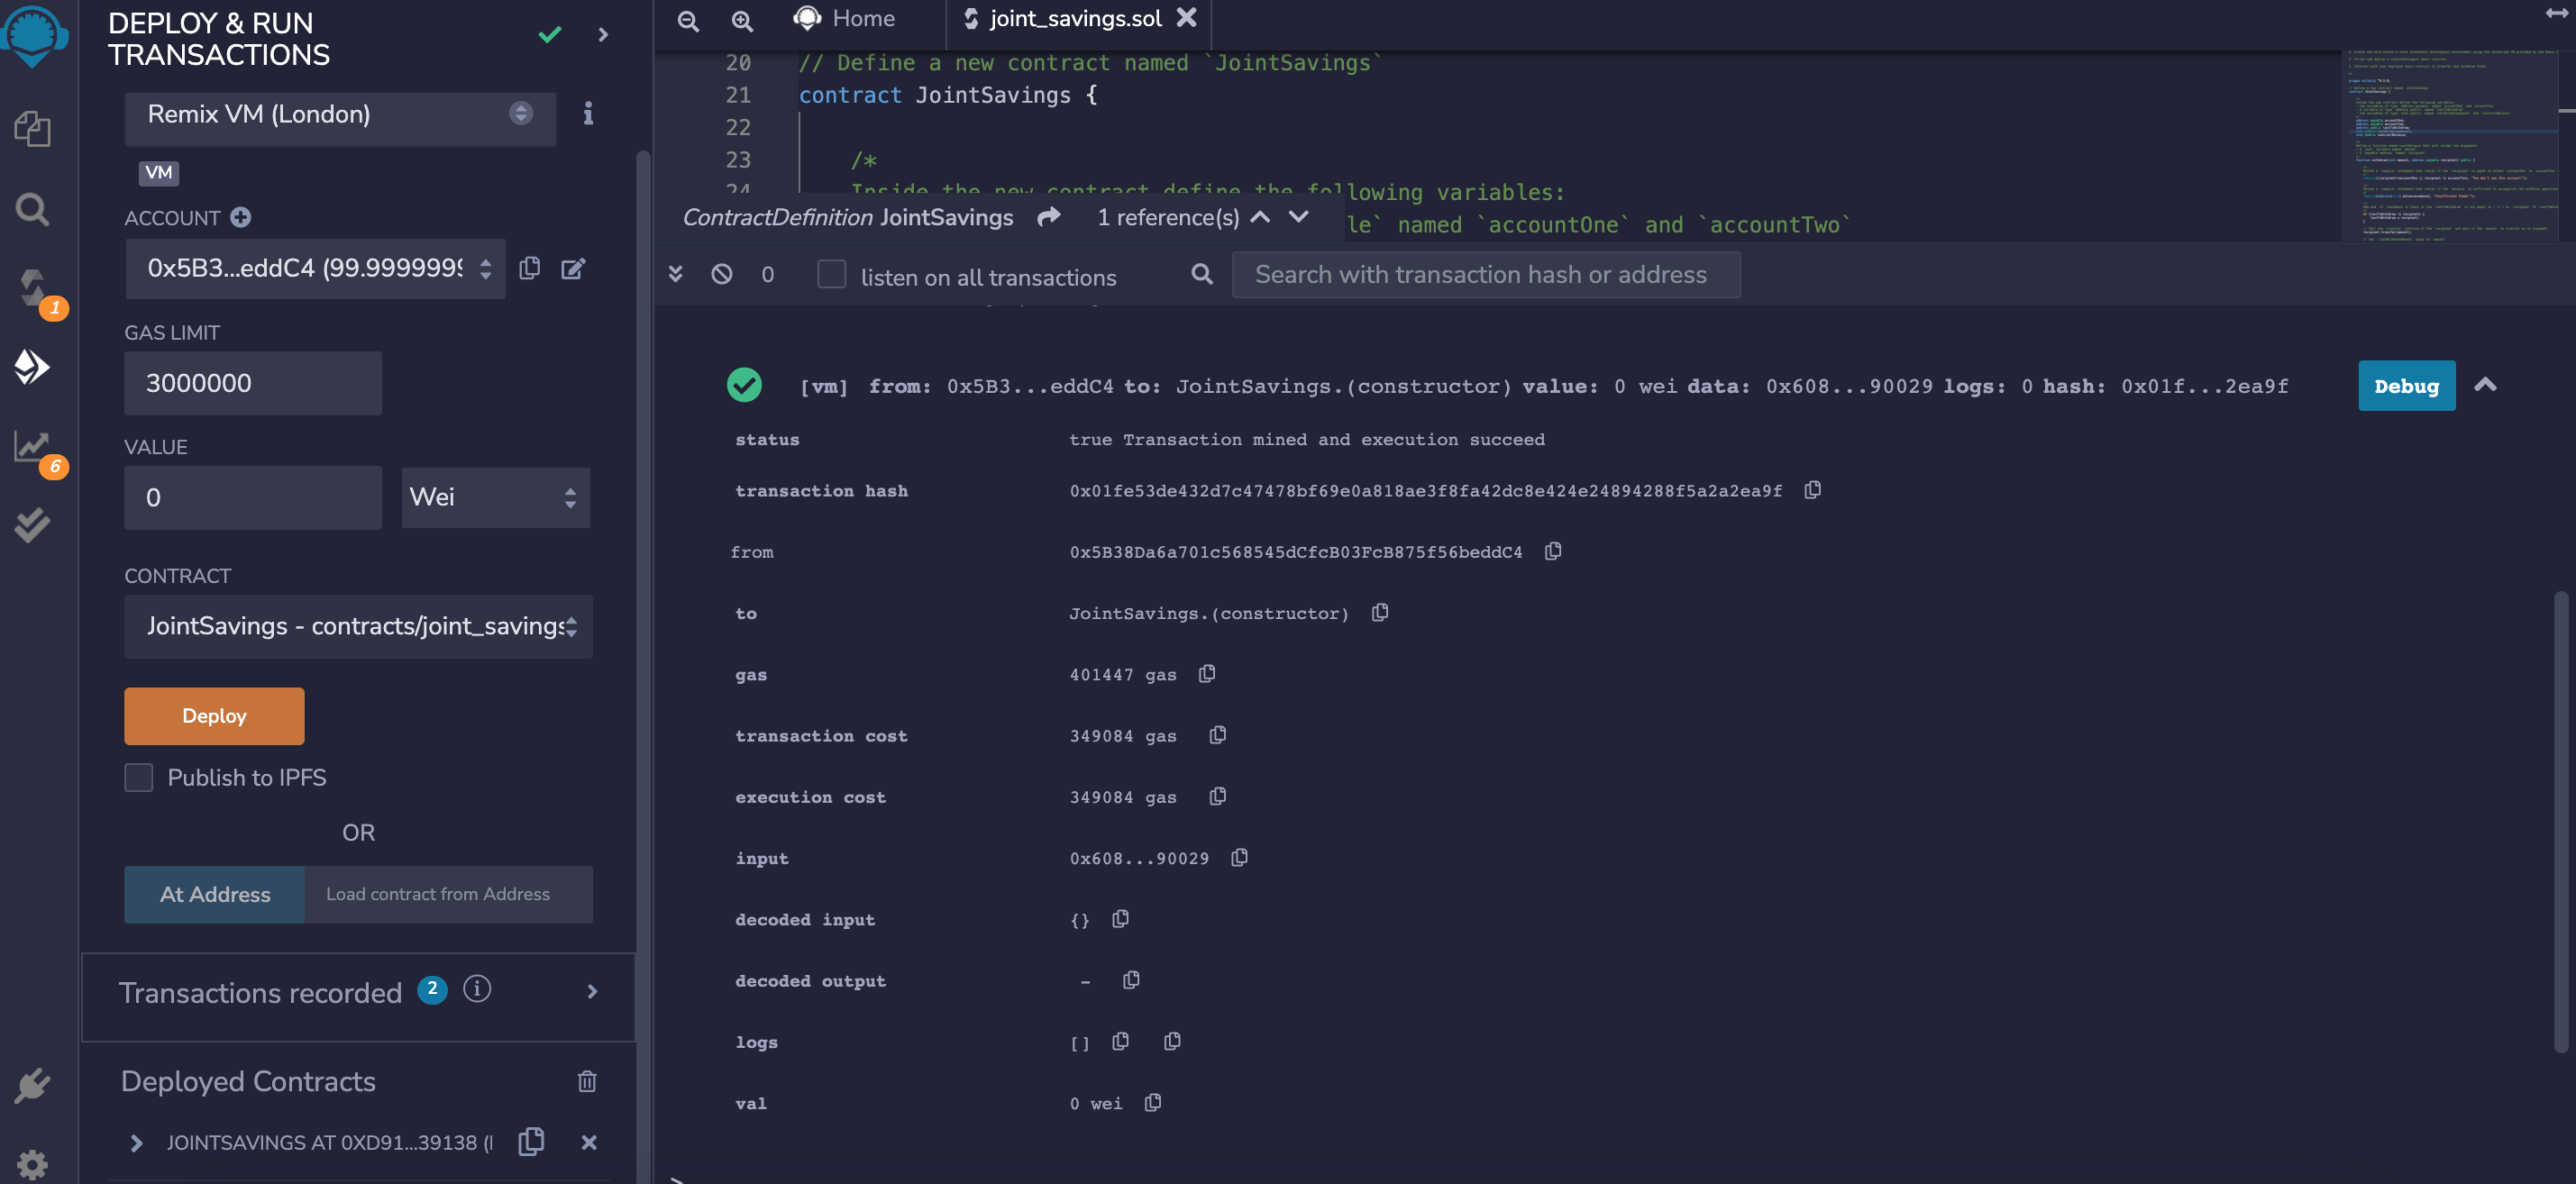 DEPLOY & RUN
TRANSACTIONS
Remix VM (London)
VM
ACCOUNT
0x5B3...eddC4 (99.9999999
GAS LIMIT
3000000
VALUE
0
Wei
CONTRACT
JointSavings - contracts/joint_savings
Deploy
Publish to IPFS
OR
At Address
Load contract from Address
Transactions recorded 2
Deployed Contracts
JOINTSAVINGS AT 0XD91...39138 (
1
6
Home
joint_savings.sol
20 // Define a new contract named `JointSavings`
21 contract JointSavings {
22
23 /*
24 Inside the new contract define the following variables:
le` named `accountOne` and `accountTwo`
ContractDefinition JointSavings 1 reference(s)
0 listen on all transactions Search with transaction hash or address
[vm] from: 0x5B3...eddC4 to: JointSavings.(constructor) value: 0 wei data: 0x608...90029 logs: 0 hash: 0x01f...2ea9f
Debug
status true Transaction mined and execution succeed
transaction hash 0x01fe53de432d7c47478bf69e0a818ae3f8fa42dc8e424e24894288f5a2a2ea9f
from 0x5B38Da6a701c568545dCfcB03FcB875f56beddC4
to JointSavings.(constructor)
gas 401447 gas
transaction cost 349084 gas
execution cost 349084 gas
input 0x608...90029
decoded input {}
decoded output -
logs []
val 0 wei
>